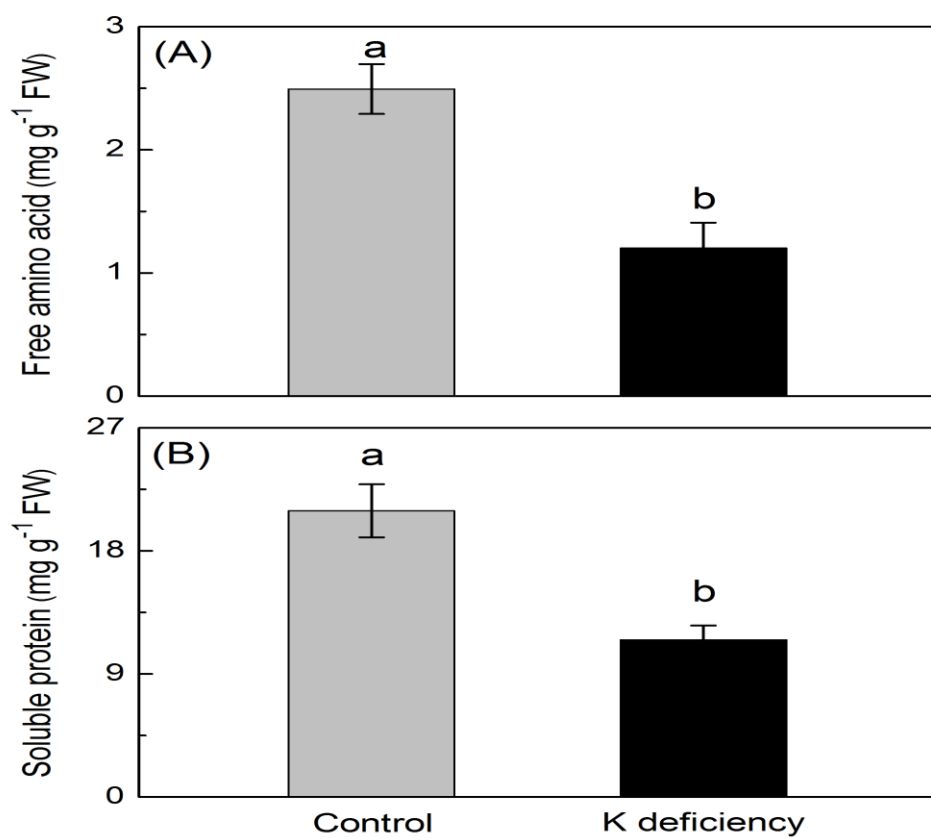 (A)
Free amino acid (mg g⁻¹ FW)
3
2
1
0
a
b
(B)
Soluble protein (mg g⁻¹ FW)
27
18
9
0
a
b
Control K deficiency